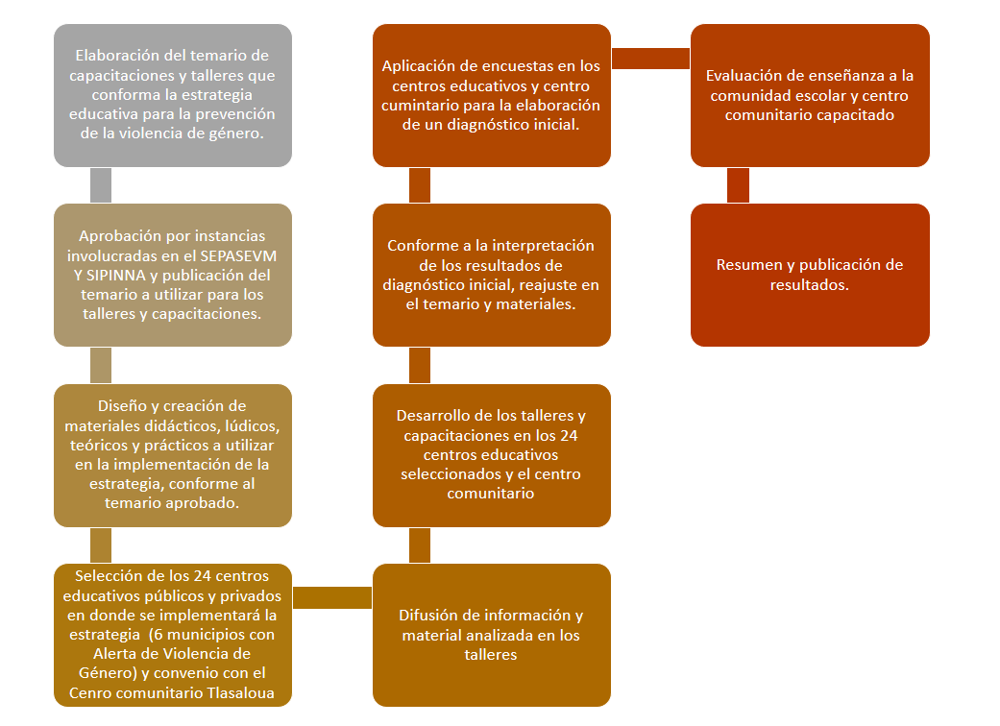 Elaboración del temario de
capacitaciones y talleres que
conforma la estrategia
educativa para la prevención
de la violencia de género.
Aprobación por instancias
involucradas en el SEPASEVM
Y SIPINNA y publicación del
temario a utilizar para los
talleres y capacitaciones.
Diseño y creación de
materiales didácticos, lúdicos,
teóricos y prácticos a utilizar
en la implementación de la
estrategia, conforme al
temario aprobado.
Selección de los 24 centros
educativos públicos y privados
en donde se implementará la
estrategia (6 municipios con
Alerta de Violencia de
Género) y convenio con el
Cenro comunitario Tlasaloua
Difusión de información y
material analizada en los
talleres
Desarrollo de los talleres y
capacitaciones en los 24
centros educativos
seleccionados y el centro
comunitario
Conforme a la interpretación
de los resultados de
diagnóstico inicial, reajuste en
el temario y materiales.
Aplicación de encuestas en los
centros educativos y centro
cumintario para la elaboración
de un diagnóstico inicial.
Evaluación de enseñanza a la
comunidad escolar y centro
comunitario capacitado
Resumen y publicación de
resultados.